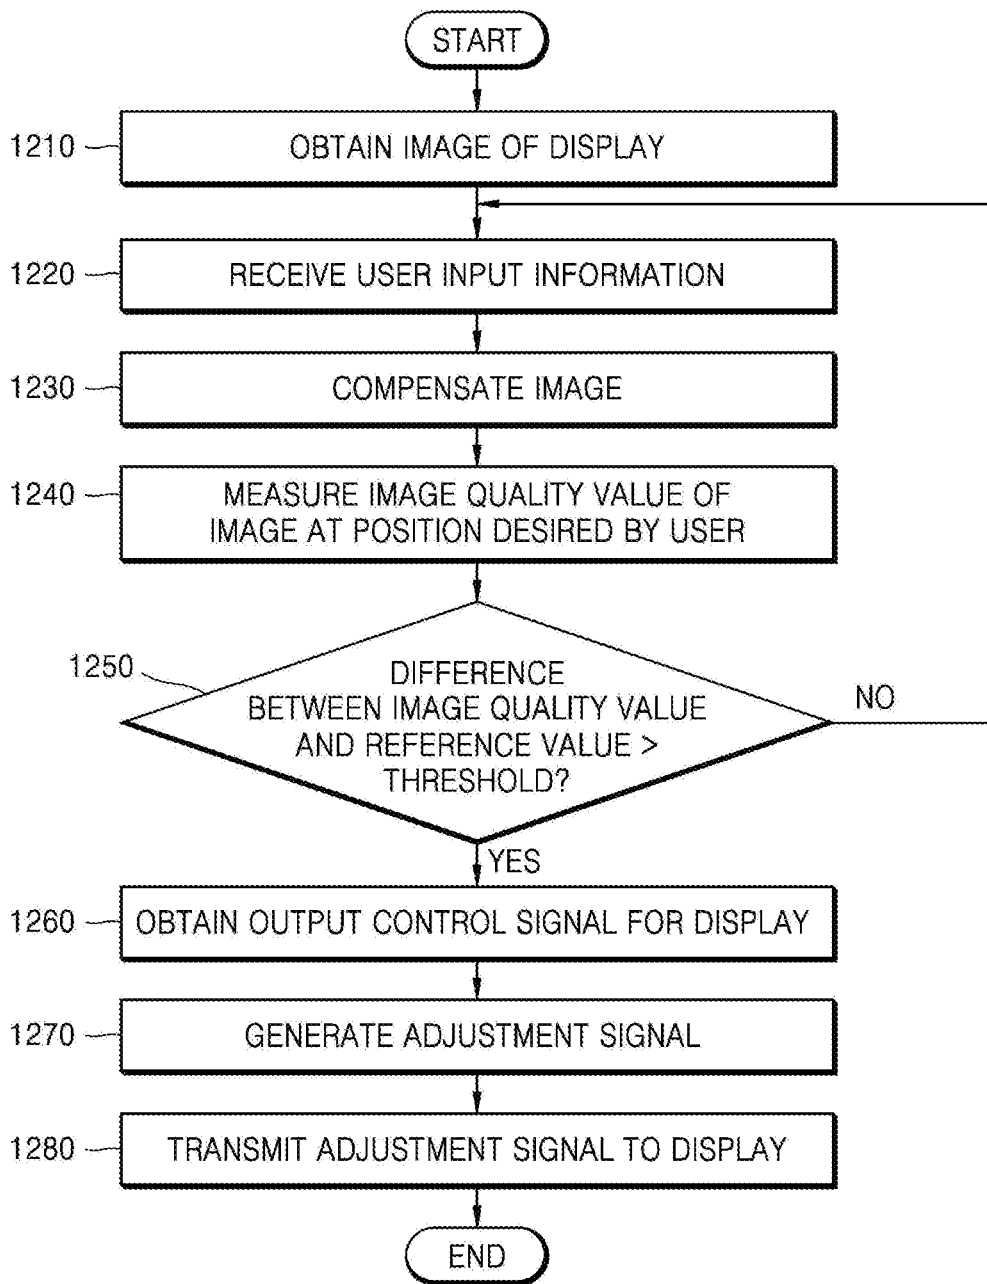 START
1210
OBTAIN IMAGE OF DISPLAY
1220
RECEIVE USER INPUT INFORMATION
1230
COMPENSATE IMAGE
1240
MEASURE IMAGE QUALITY VALUE OF
IMAGE AT POSITION DESIRED BY USER
1250
DIFFERENCE
BETWEEN IMAGE QUALITY VALUE
AND REFERENCE VALUE >
THRESHOLD?
NO
YES
1260
OBTAIN OUTPUT CONTROL SIGNAL FOR DISPLAY
1270
GENERATE ADJUSTMENT SIGNAL
1280
TRANSMIT ADJUSTMENT SIGNAL TO DISPLAY
END